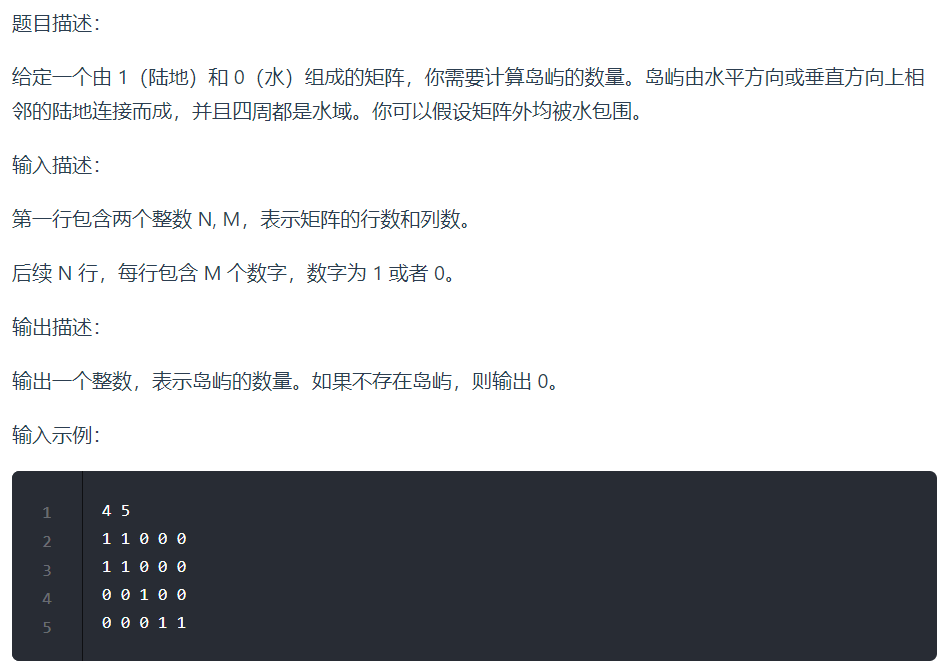 题目描述：
给定一个由 1（陆地）和 0（水）组成的矩阵，你需要计算岛屿的数量。岛屿由水平方向或垂直方向上相
邻的陆地连接而成，并且四周都是水域。你可以假设矩阵外均被水包围。
输入描述：
第一行包含两个整数 N, M，表示矩阵的行数和列数。
后续 N 行，每行包含 M 个数字，数字为 1 或者 0。
输出描述：
输出一个整数，表示岛屿的数量。如果不存在岛屿，则输出 0。
输入示例：
1 4 5
2 1 1 0 0 0
3 1 1 0 0 0
4 0 0 1 0 0
5 0 0 0 1 1